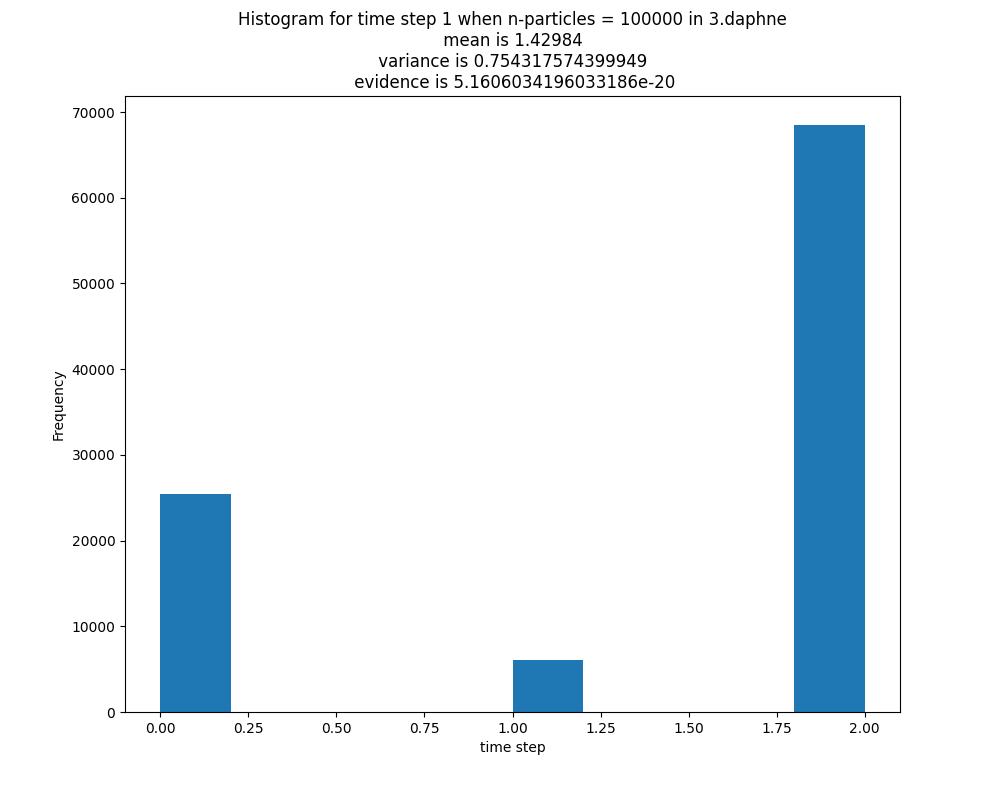 Histogram for time step 1 when n-particles = 100000 in 3.daphne
mean is 1.42984
variance is 0.754317574399949
evidence is 5.1606034196033186e-20
70000
60000
50000
40000
30000
20000
10000
0
Frequency
0.00 0.25 0.50 0.75 1.00 1.25 1.50 1.75 2.00
time step